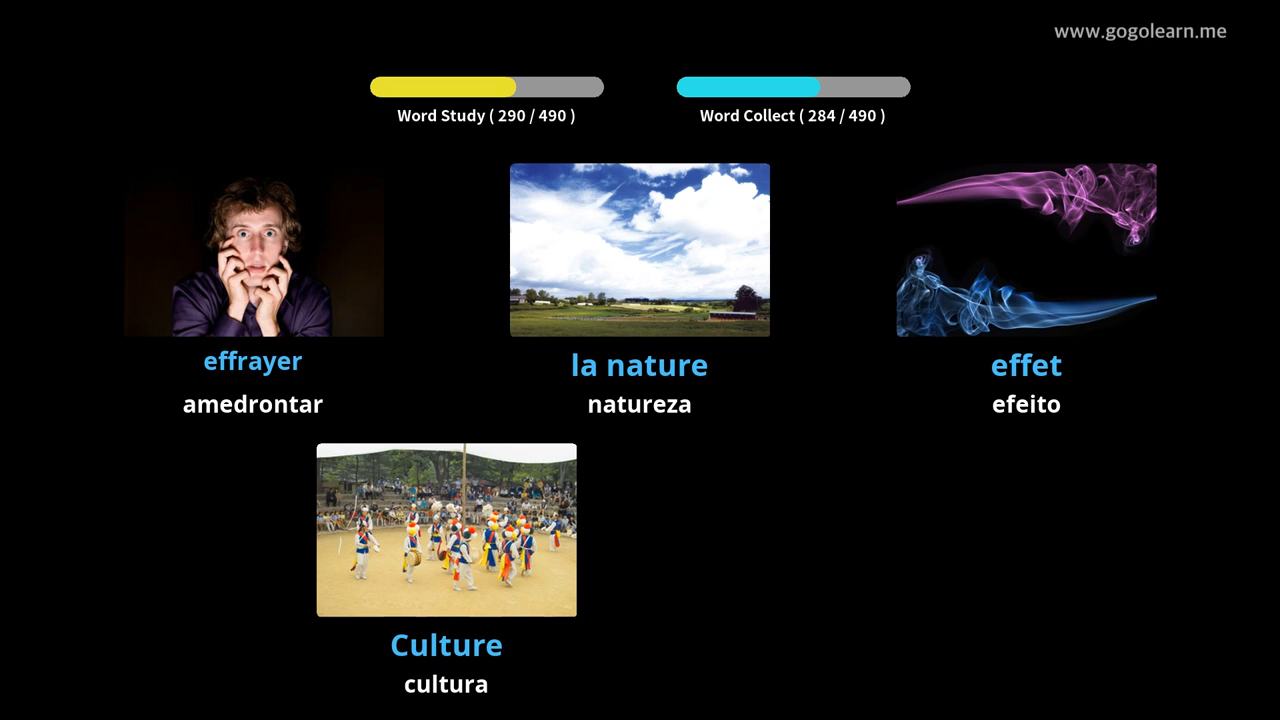 www.gogolearn.me
Word Study ( 290 / 490 )
Word Collect ( 284 / 490 )
effrayer
amedrontar
la nature
natureza
effet
efeito
Culture
cultura